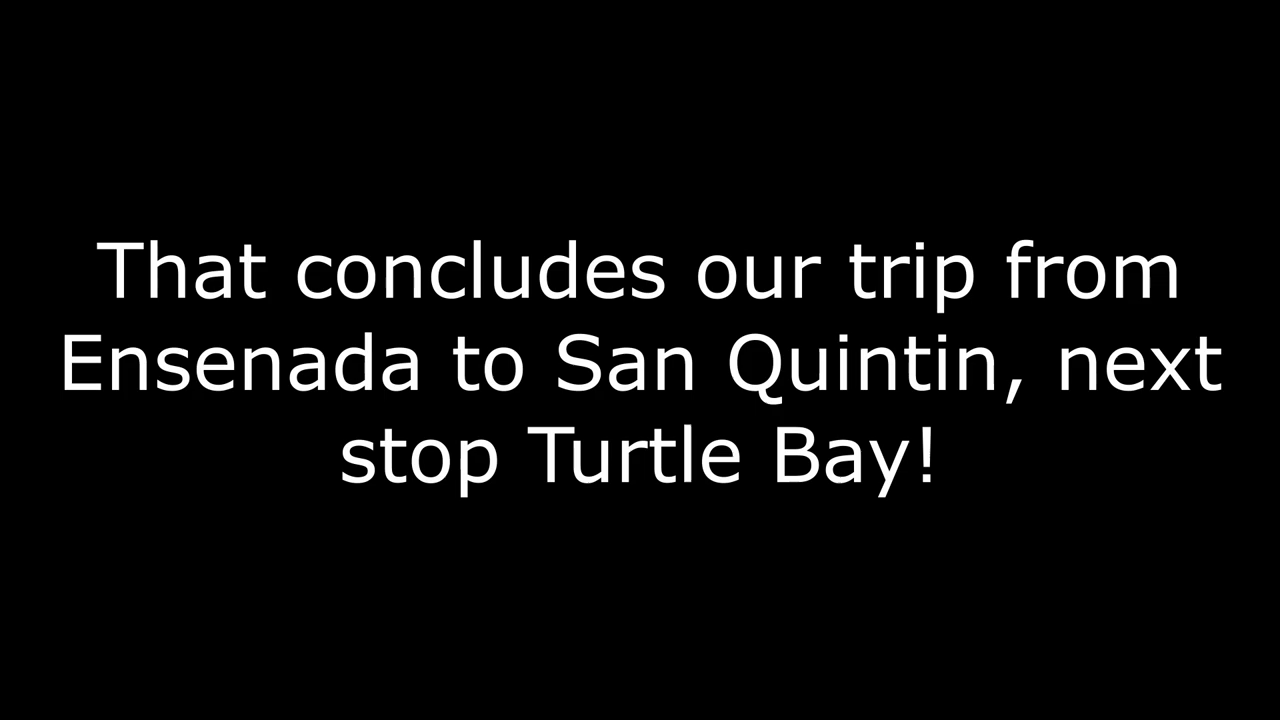 That concludes our trip from
Ensenada to San Quintin, next
stop Turtle Bay!